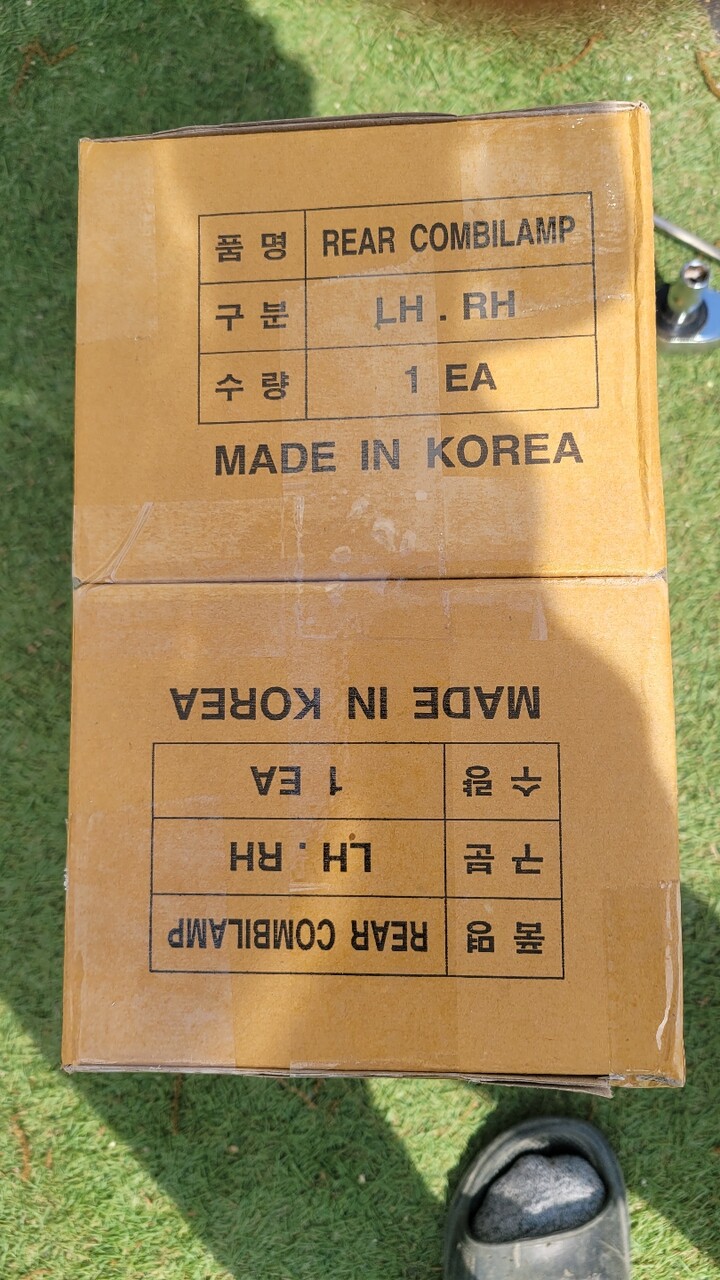 품 명 REAR COMBILAMP
구 분 LH . RH
수 량 1 EA
MADE IN KOREA
품 명 REAR COMBILAMP
구 분 LH . RH
수 량 1 EA
MADE IN KOREA